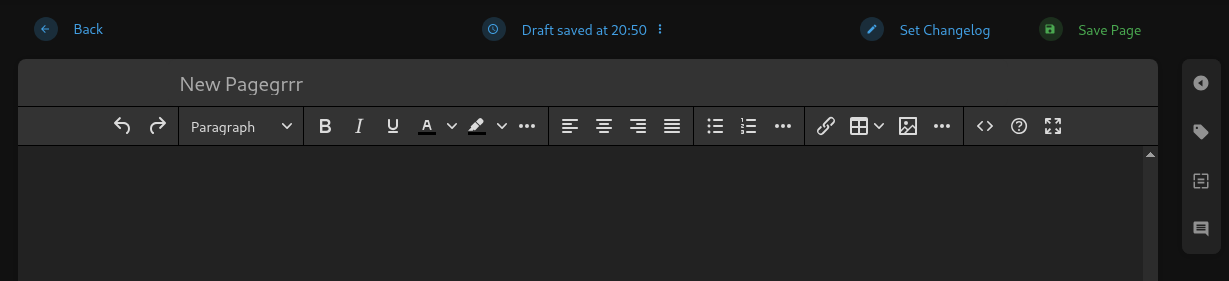 Back
Draft saved at 20:50
Set Changelog
Save Page
New Pagegrrr
Paragraph